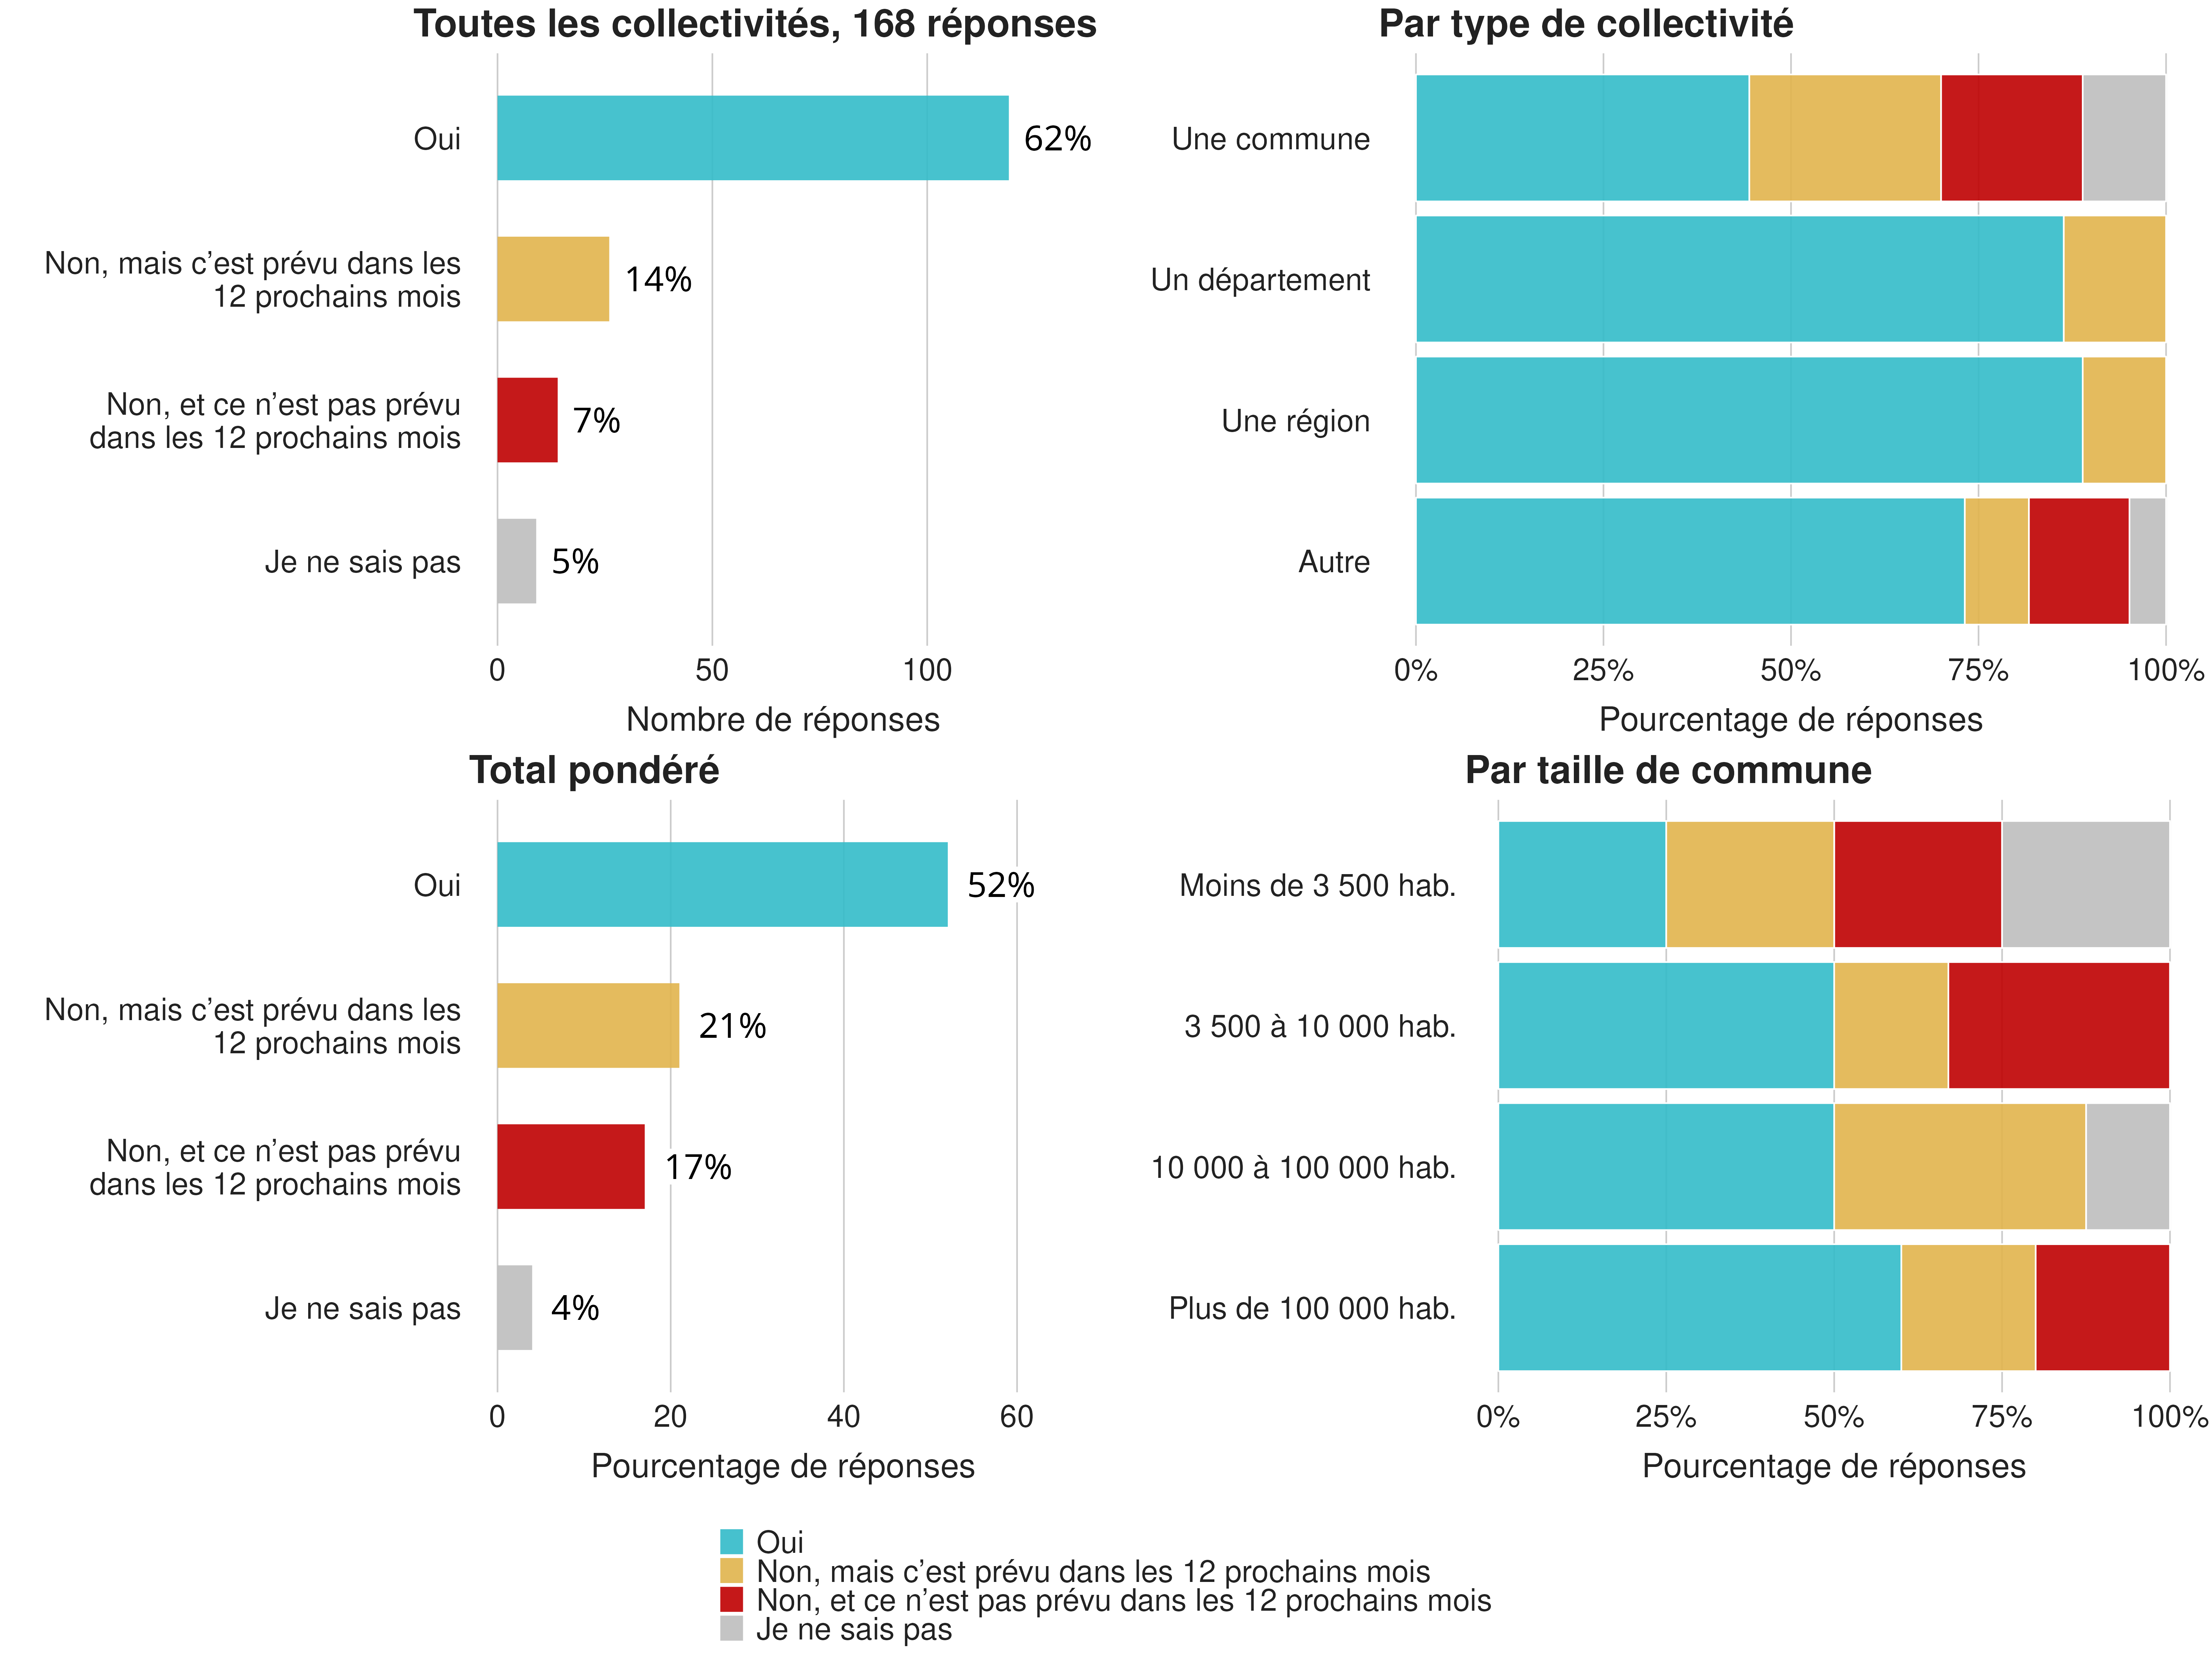 Toutes les collectivités, 168 réponses
Oui
62%
Non, mais c’est prévu dans les
12 prochains mois
14%
Non, et ce n’est pas prévu
dans les 12 prochains mois
7%
Je ne sais pas
5%
0 50 100
Nombre de réponses
Par type de collectivité
Une commune
Un département
Une région
Autre
0% 25% 50% 75% 100%
Pourcentage de réponses
Total pondéré
Oui
52%
Non, mais c’est prévu dans les
12 prochains mois
21%
Non, et ce n’est pas prévu
dans les 12 prochains mois
17%
Je ne sais pas
4%
0 20 40 60
Pourcentage de réponses
Par taille de commune
Moins de 3 500 hab.
3 500 à 10 000 hab.
10 000 à 100 000 hab.
Plus de 100 000 hab.
0% 25% 50% 75% 100%
Pourcentage de réponses
Oui
Non, mais c’est prévu dans les 12 prochains mois
Non, et ce n’est pas prévu dans les 12 prochains mois
Je ne sais pas